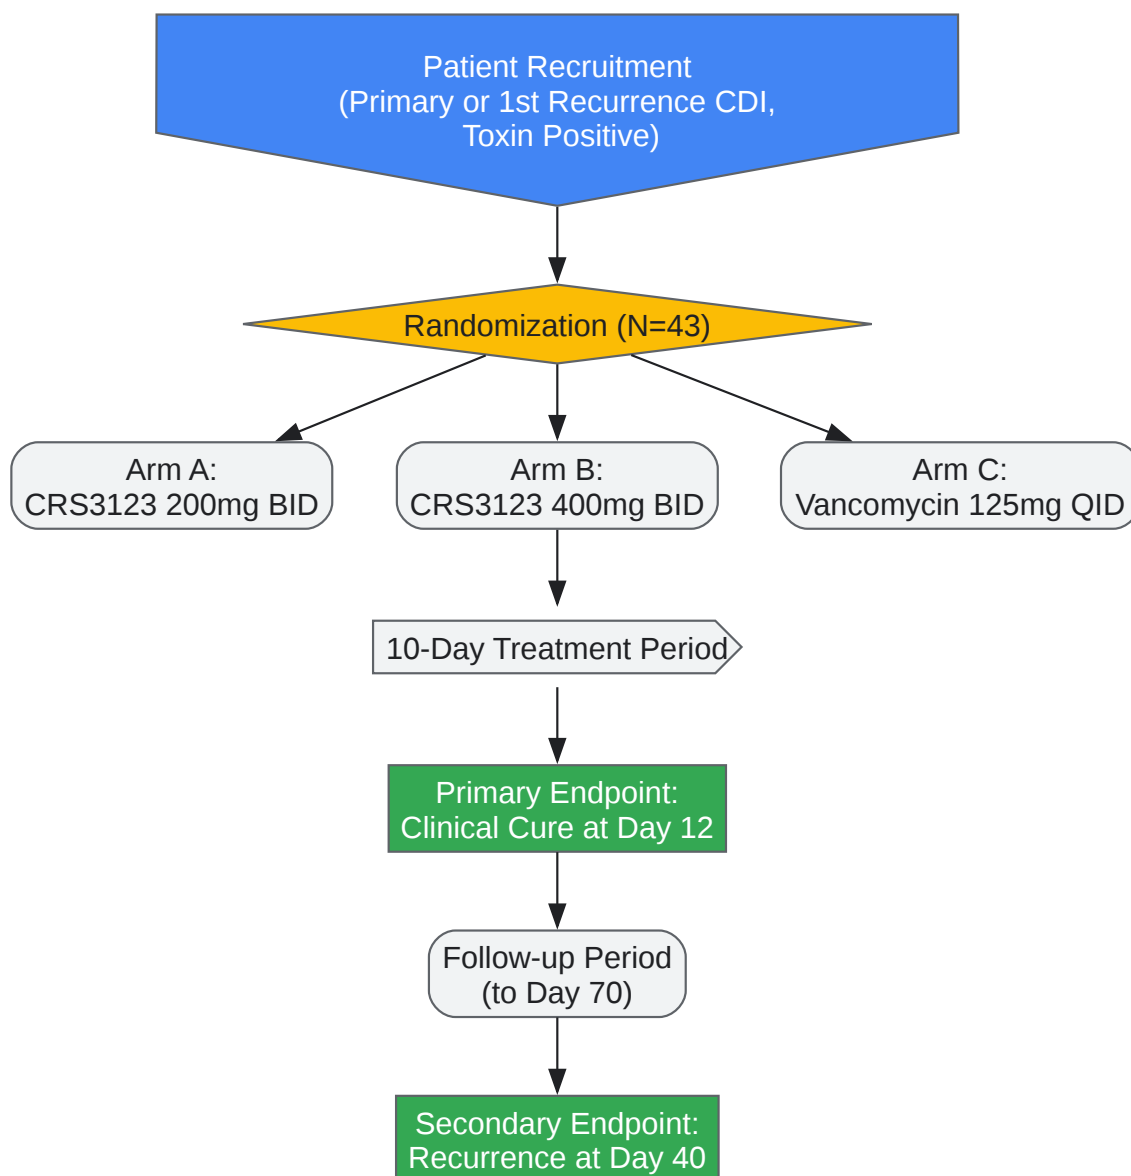 Patient Recruitment
(Primary or 1st Recurrence CDI,
Toxin Positive)
Randomization (N=43)
Arm A:
CRS3123 200mg BID
Arm B:
CRS3123 400mg BID
Arm C:
Vancomycin 125mg QID
10-Day Treatment Period
Primary Endpoint:
Clinical Cure at Day 12
Follow-up Period
(to Day 70)
Secondary Endpoint:
Recurrence at Day 40